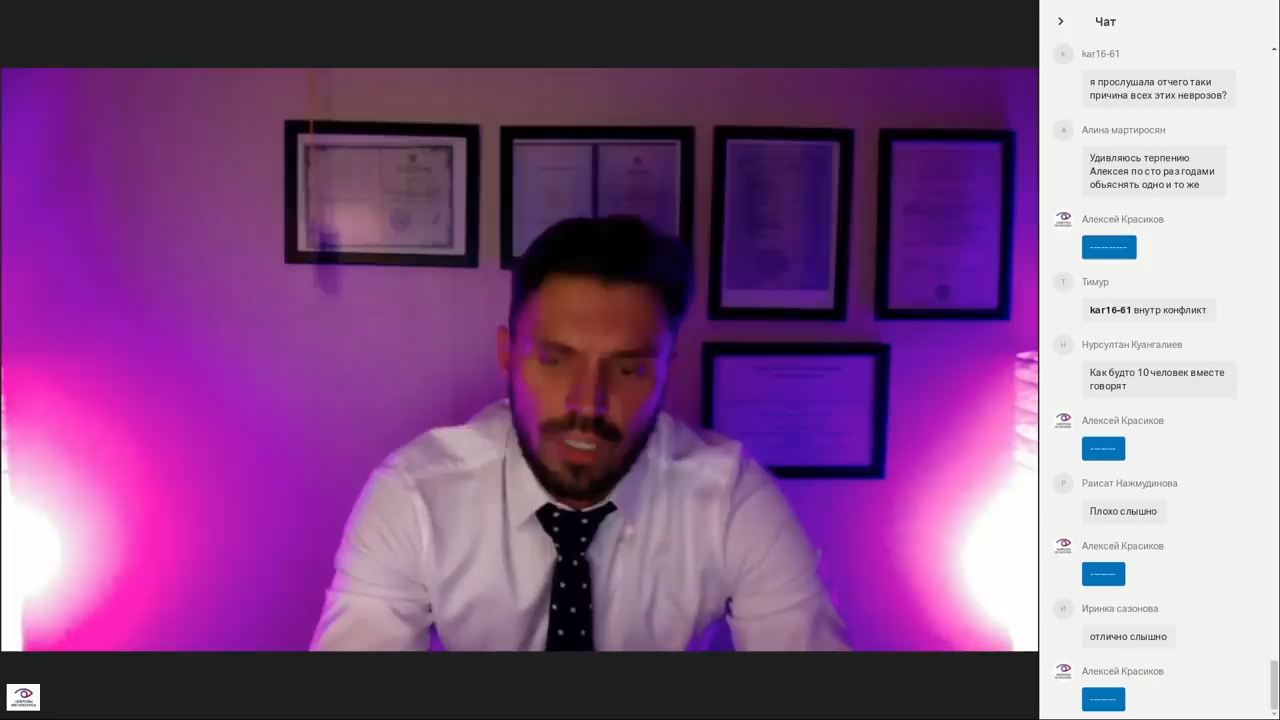 Чат
kar16-61
я прослушала отчего таки
причина всех этих неврозов?
Алина мартиросян
Удивляюсь терпению
Алексея по сто раз годами
обьяснять одно и то же
Алексей Красиков
----------
Тимур
kar16-61 внутр конфликт
Нурсултан Куангалиев
Как будто 10 человек вместе
говорят
Алексей Красиков
-------
Раисат Нажмудинова
Плохо слышно
Алексей Красиков
-------
Иринка сазонова
отлично слышно
Алексей Красиков
-------